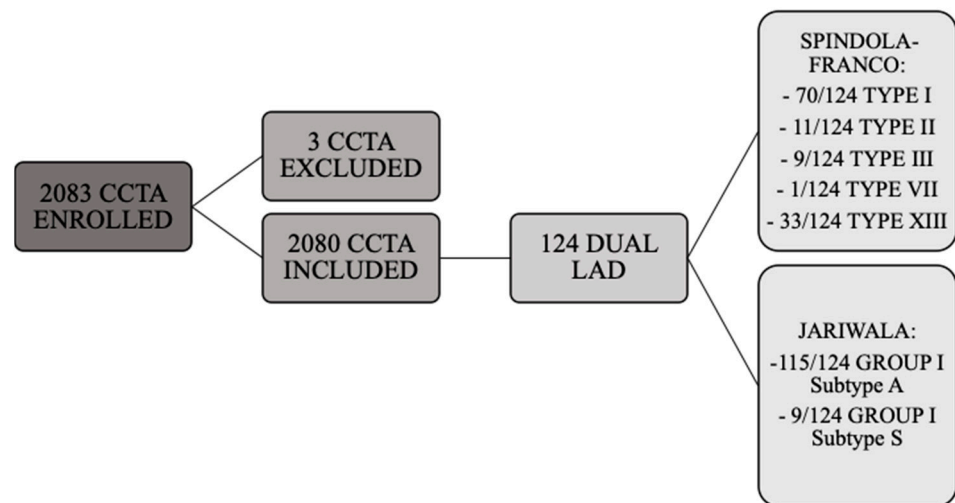 2083 CCTA
ENROLLED
3 CCTA
EXCLUDED
2080 CCTA
INCLUDED
124 DUAL
LAD
SPINDOLA-
FRANCO:
- 70/124 TYPE I
- 11/124 TYPE II
- 9/124 TYPE III
- 1/124 TYPE VII
- 33/124 TYPE XIII
JARIWALA:
-115/124 GROUP I
Subtype A
- 9/124 GROUP I
Subtype S